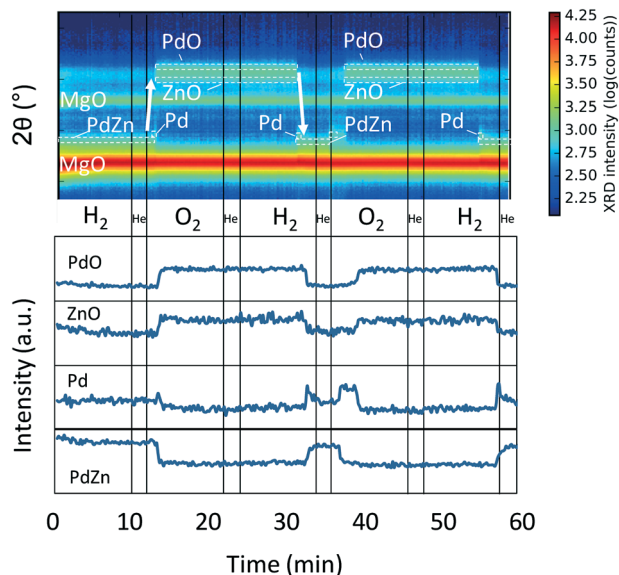 PdO
PdO
ZnO
ZnO
MgO
PdZn
Pd
Pd
PdZn
Pd
MgO
2θ (°)
4.25
4.00
3.75
3.50
3.25
3.00
2.75
2.50
2.25
XRD intensity (log(counts))
H₂ He O₂ He H₂ He O₂ He H₂ He
PdO
ZnO
Pd
PdZn
Intensity (a.u.)
0 10 20 30 40 50 60
Time (min)